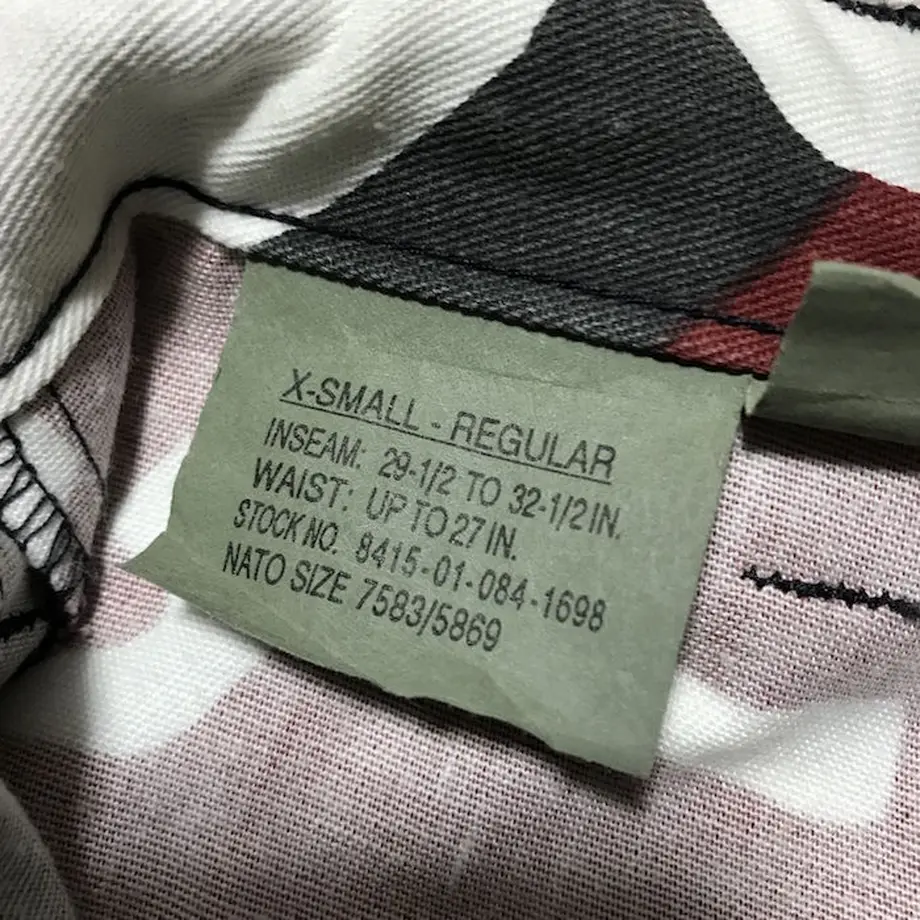 X-SMALL - REGULAR
INSEAM: 29-1/2 TO 32-1/2 IN.
WAIST: UP TO 27 IN.
STOCK NO. 8415-01-084-1698
NATO SIZE 7583/5869